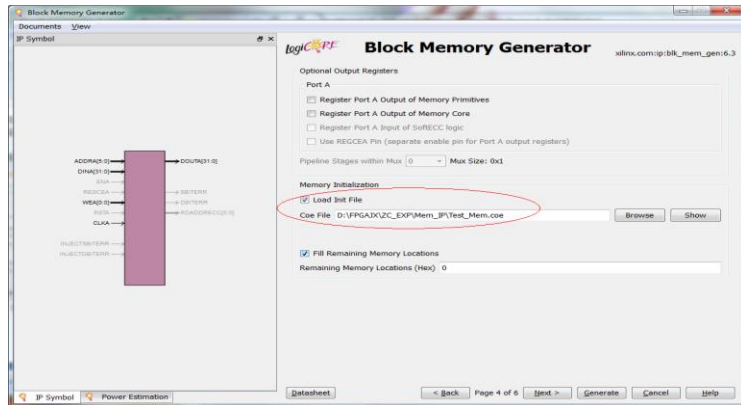 Block Memory Generator
Documents View
IP Symbol
logiCORE
Block Memory Generator
xilinx.com:ip:blk_mem_gen:6.3
Optional Output Registers
Port A
Register Port A Output of Memory Primitives
Register Port A Output of Memory Core
Register Port A Input of SoftECC logic
Use REGCEA Pin (separate enable pin for Port A output registers)
Pipeline Stages within Mux 0 Mux Size: 0x1
Memory Initialization
Load Init File
Coe File D:\FPGAJX\ZC_EXP\Mem_IP\Test_Mem.coe Browse Show
Fill Remaining Memory Locations
Remaining Memory Locations (Hex) 0
ADDRA[5:0] DOUTA[31:0]
DINA[31:0]
ENA
REGCEA SBITERR
WEA[0:0] DBITERR
RSTA
CLKA
INJECTSBITERR
INJECTDBITERR
IP Symbol Power Estimation
Datasheet < Back Page 4 of 6 Next > Generate Cancel Help